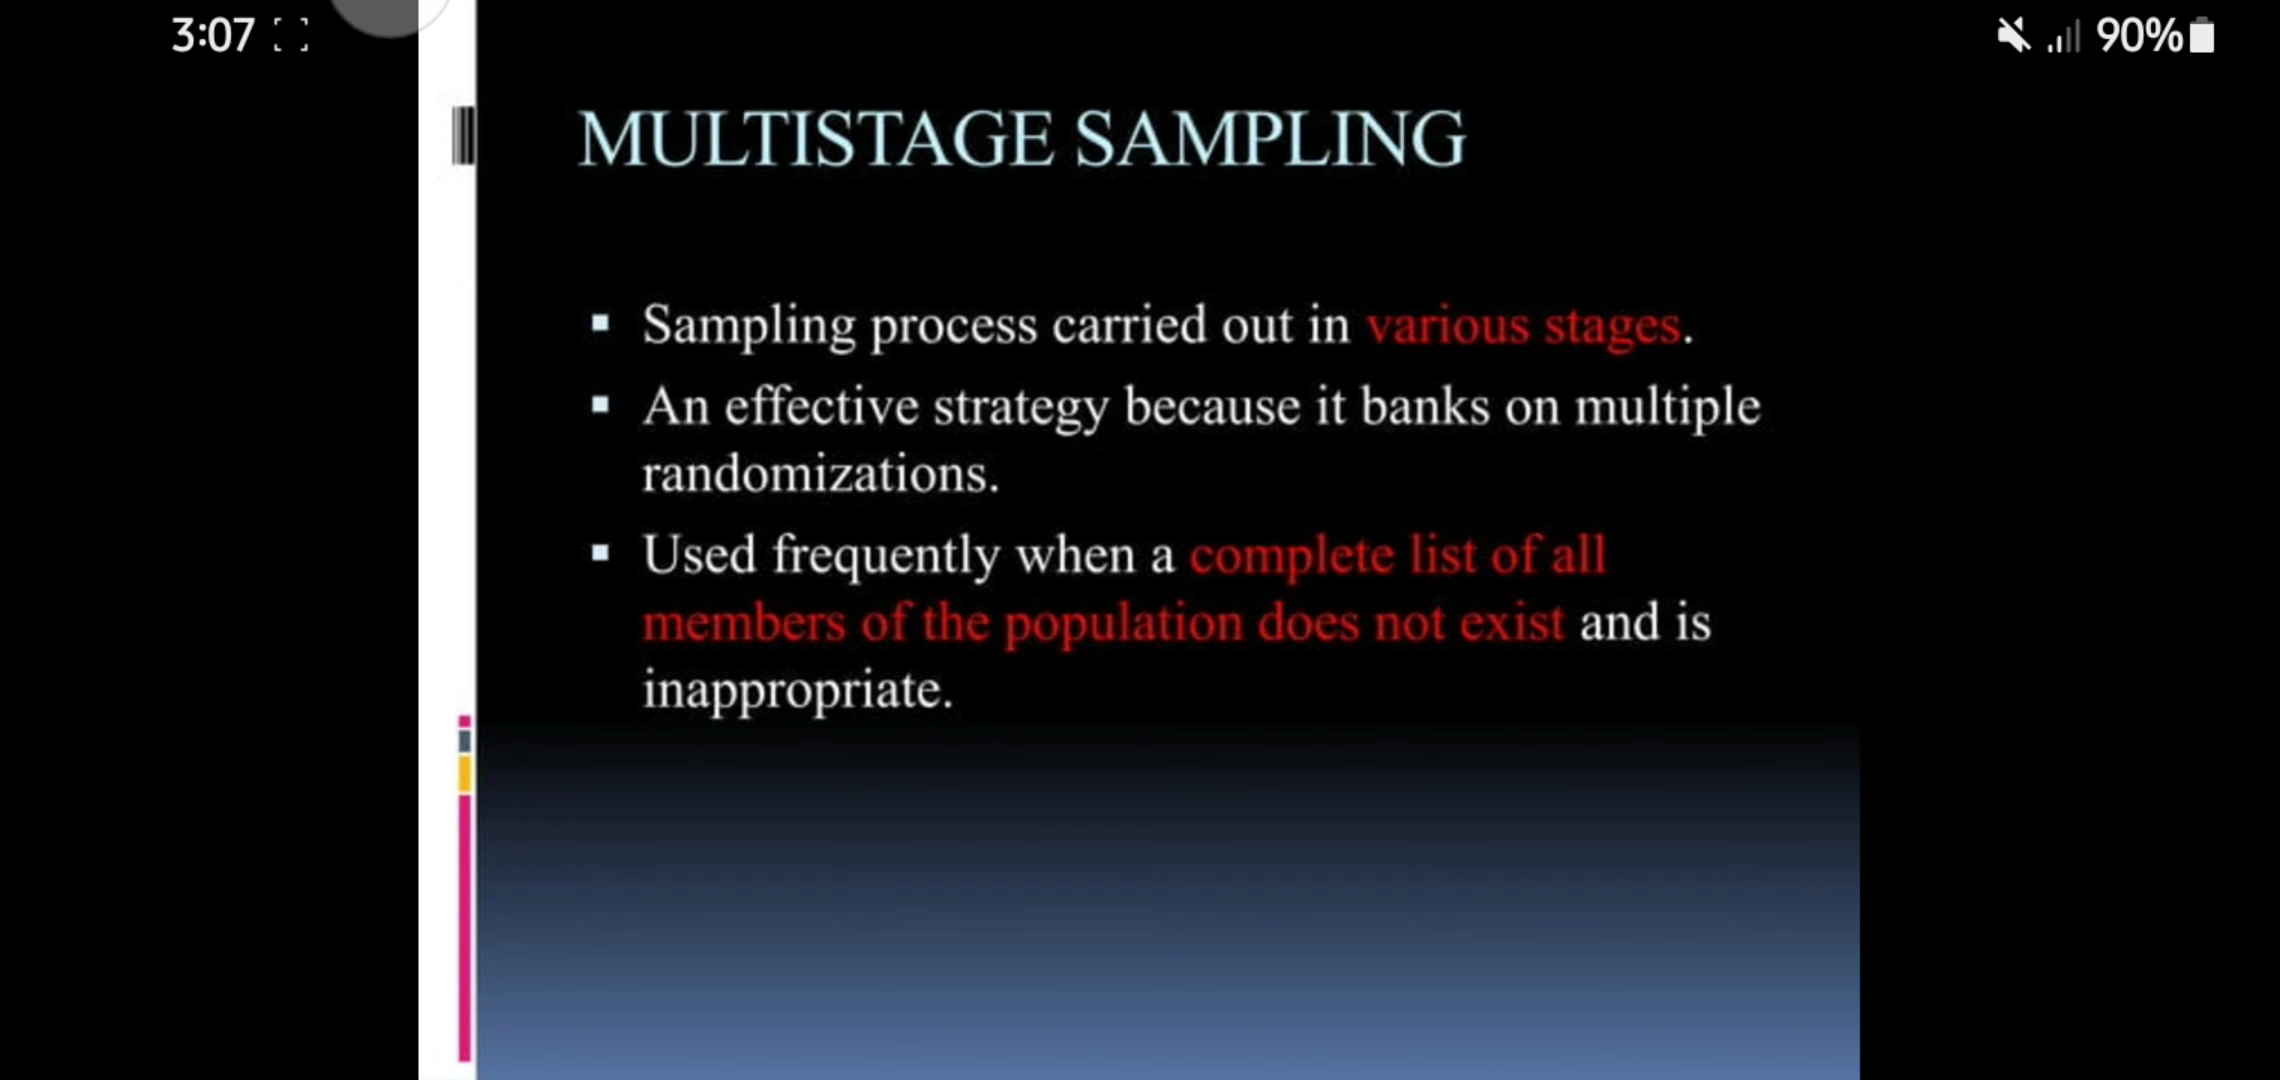 3:07
90%
MULTISTAGE SAMPLING
▪ Sampling process carried out in various stages.
▪ An effective strategy because it banks on multiple
randomizations.
▪ Used frequently when a complete list of all
members of the population does not exist and is
inappropriate.